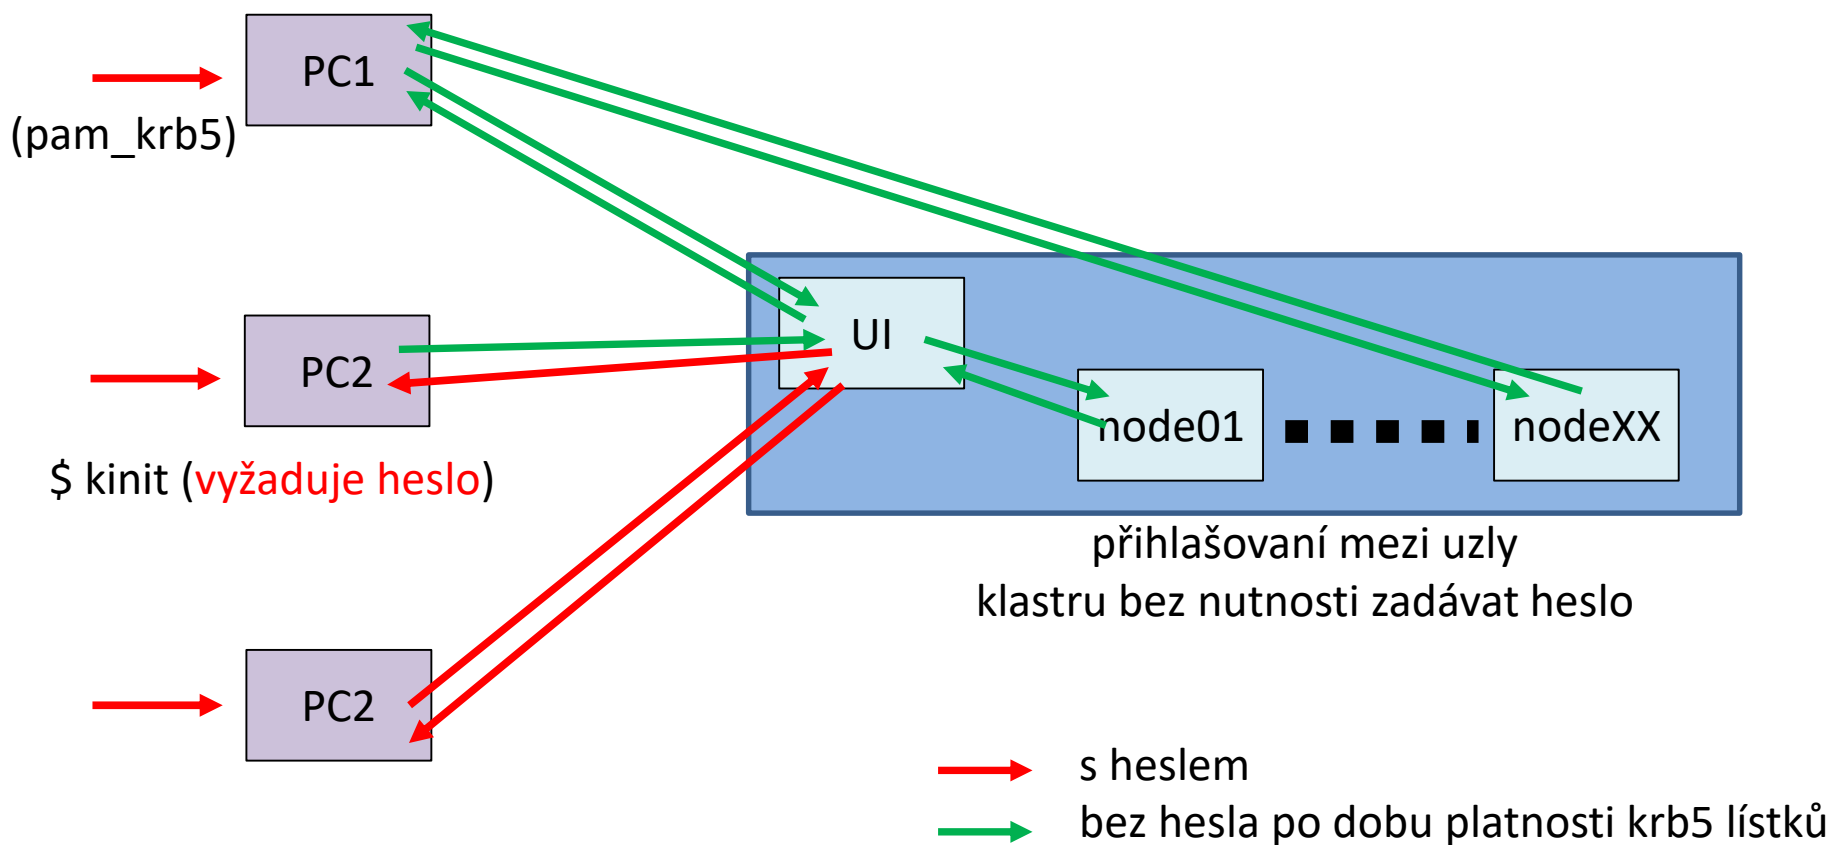 PC1
(pam_krb5)
UI
PC2
node01
nodeXX
$ kinit (vyžaduje heslo)
přihlašovaní mezi uzly
klastru bez nutnosti zadávat heslo
PC2
s heslem
bez hesla po dobu platnosti krb5 lístků